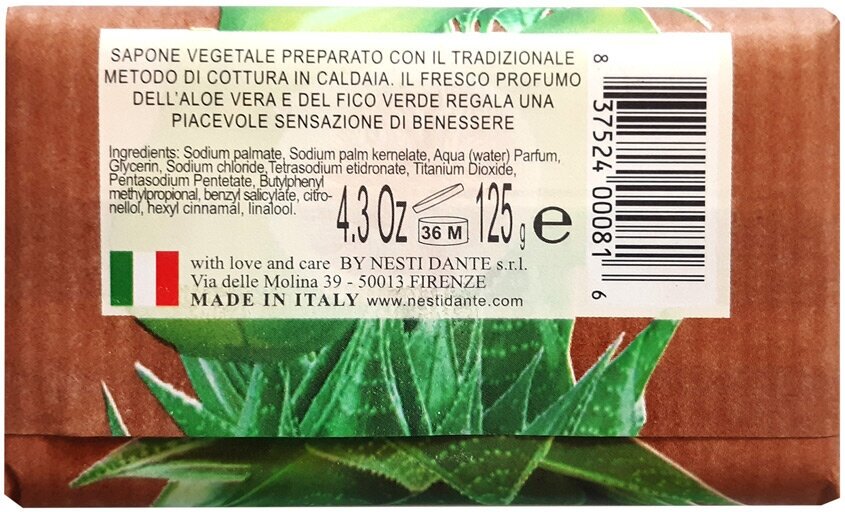 SAPONE VEGETALE PREPARATO CON IL TRADIZIONALE
METODO DI COTTURA IN CALDAIA. IL FRESCO PROFUMO
DELL'ALOE VERA E DEL FICO VERDE REGALA UNA
PIACEVOLE SENSAZIONE DI BENESSERE
Ingredients: Sodium palmate, Sodium palm kernelate, Aqua (water) Parfum,
Glycerin, Sodium chloride,Tetrasodium etidronate, Titanium Dioxide,
Pentasodium Pentetate, Butylphenyl
methylpropional, benzyl salicylate, citro-
nellol, hexyl cinnamal, linalool.
4.3 Oz 36 M 125 g e
with love and care BY NESTI DANTE s.r.l.
Via delle Molina 39 - 50013 FIRENZE
MADE IN ITALY www.nestidante.com
8 37524 00081 6